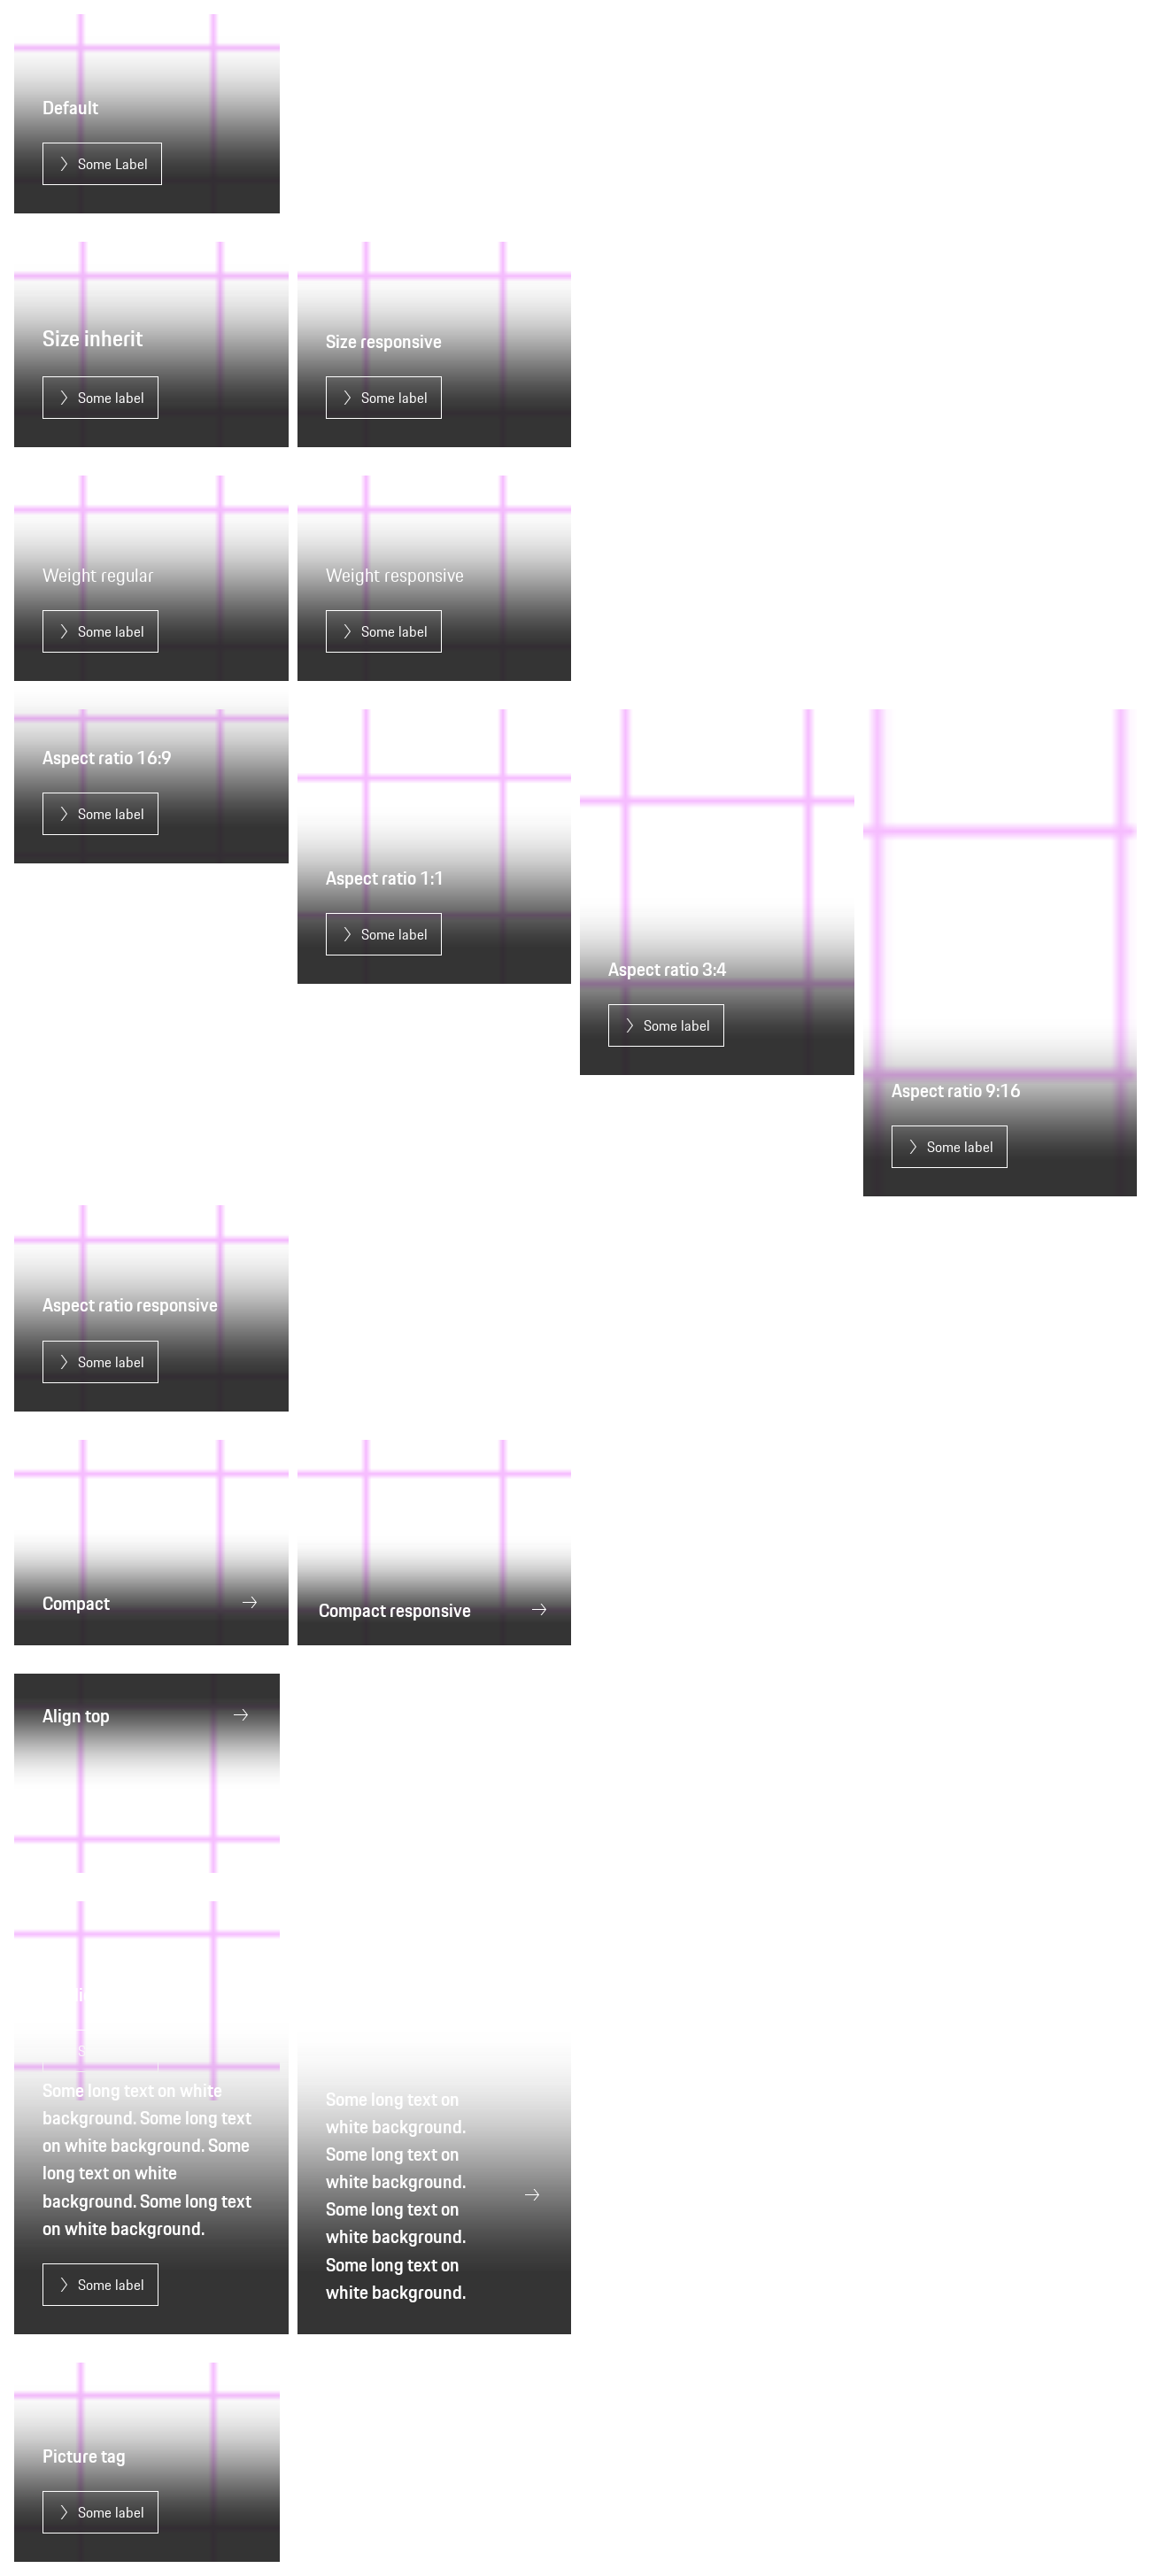 Default
Some Label
Size inherit
Some label
Size responsive
Some label
Weight regular
Some label
Weight responsive
Some label
Aspect ratio 16:9
Some label
Aspect ratio 1:1
Some label
Aspect ratio 3:4
Some label
Aspect ratio 9:16
Some label
Aspect ratio responsive
Some label
Compact
Compact responsive
Align top
Some long text on white
background. Some long text
on white background. Some
long text on white
background. Some long text
on white background.
Some label
Some long text on
white background.
Some long text on
white background.
Some long text on
white background.
Some long text on
white background.
Picture tag
Some label